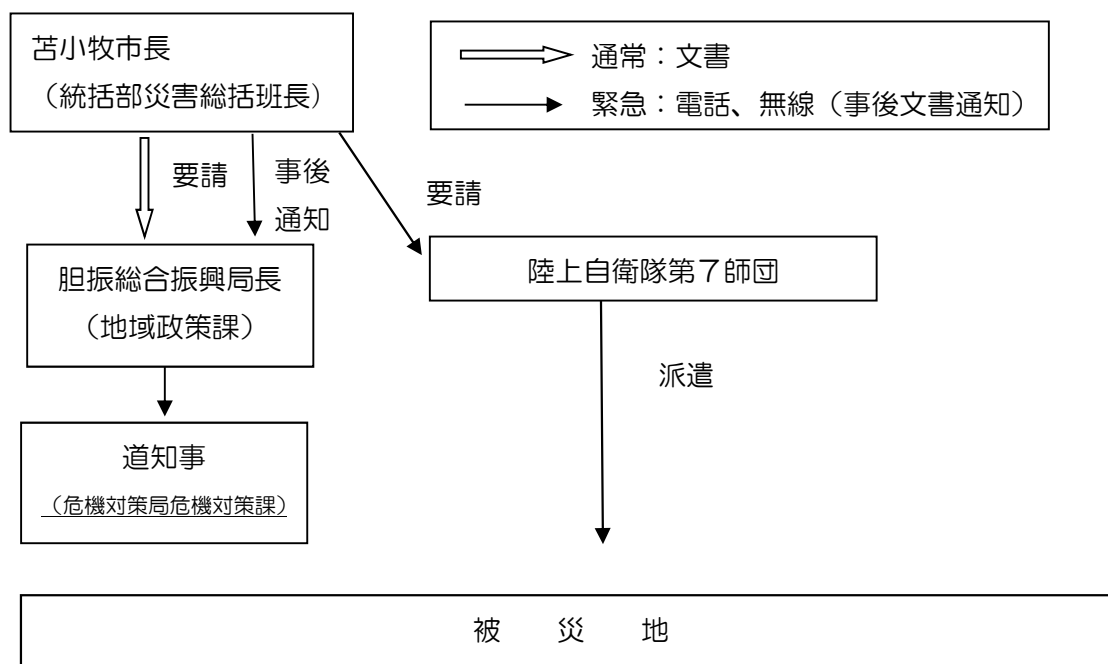 苫小牧市長
（統括部災害総括班長）
通常：文書
緊急：電話、無線（事後文書通知）
要請
事後
通知
要請
胆振総合振興局長
（地域政策課）
陸上自衛隊第７師団
派遣
道知事
（危機対策局危機対策課）
被　災　地